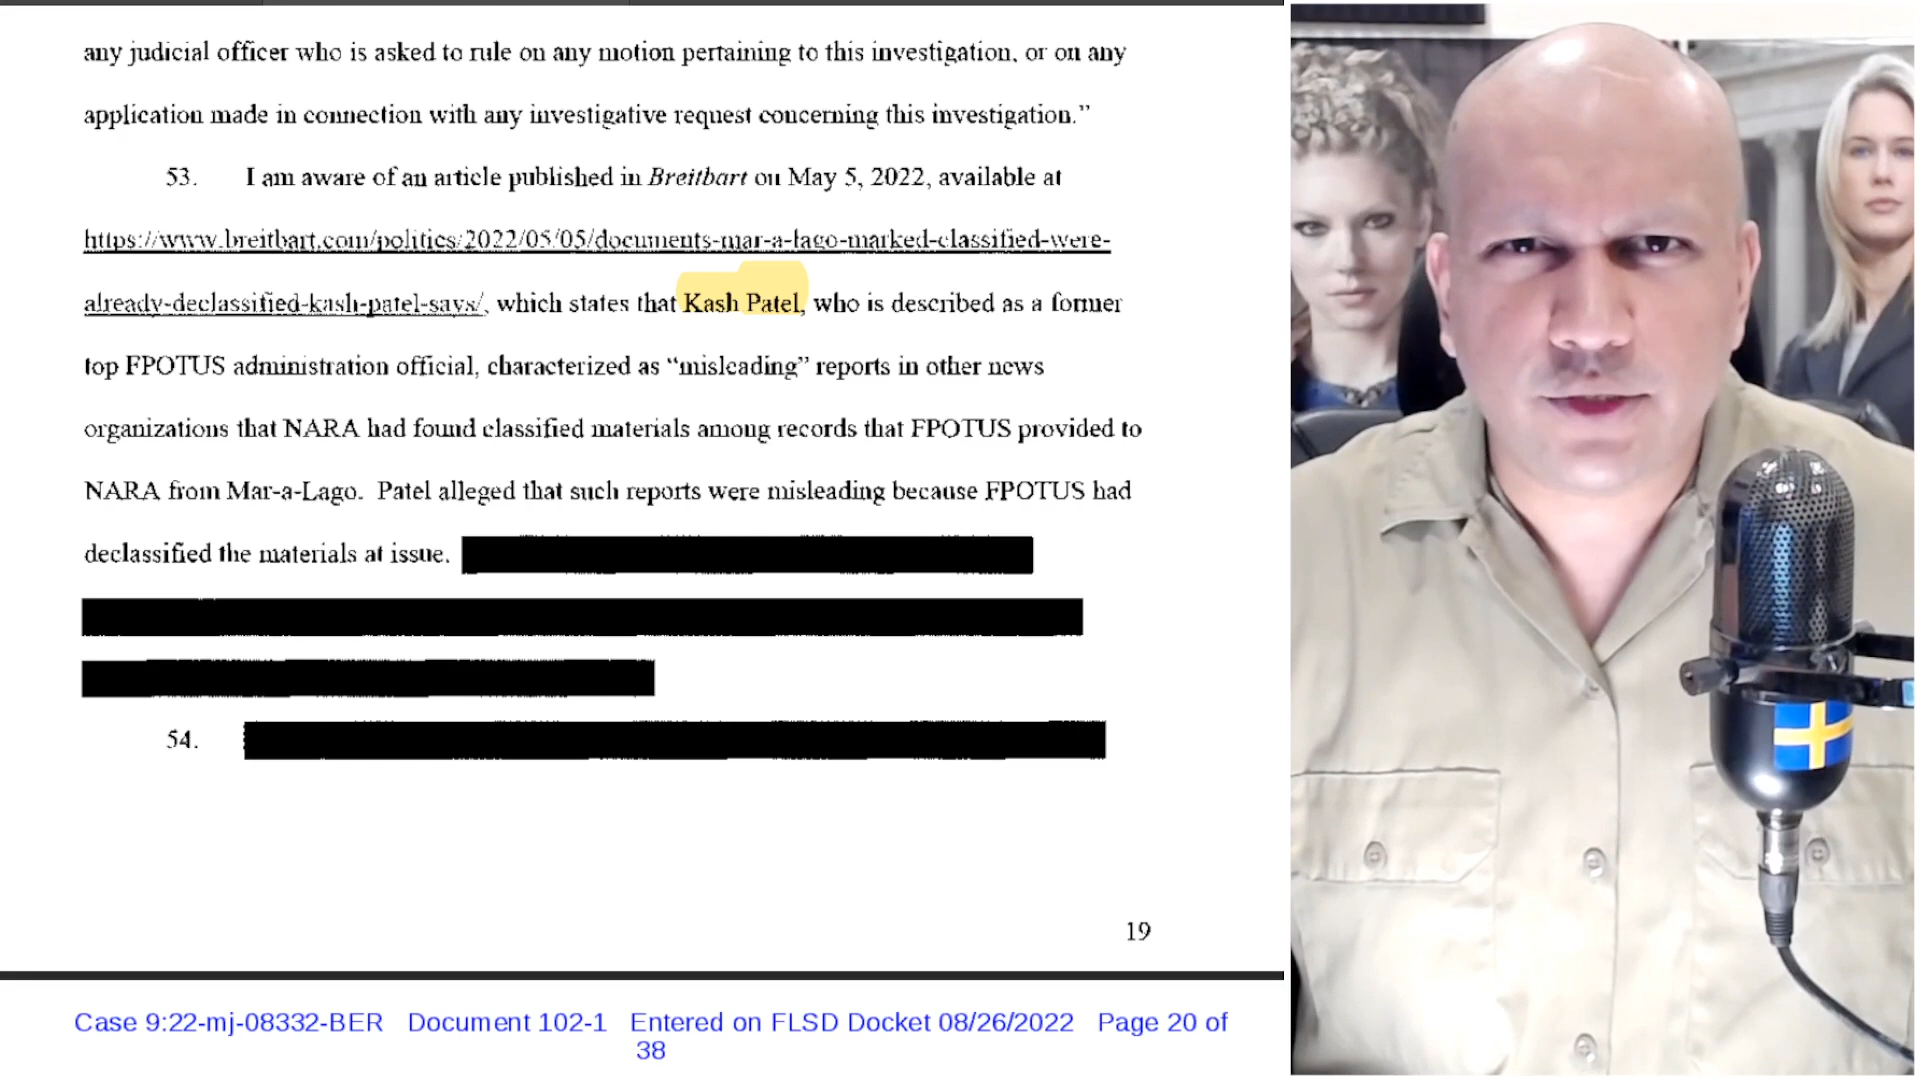 any judicial officer who is asked to rule on any motion pertaining to this investigation, or on any
application made in connection with any investigative request concerning this investigation.”
53. I am aware of an article published in Breitbart on May 5, 2022, available at
https://www.breitbart.com/politics/2022/05/05/documents-mar-a-lago-marked-classified-were-
already-declassified-kash-patel-says/, which states that Kash Patel, who is described as a former
top FPOTUS administration official, characterized as “misleading” reports in other news
organizations that NARA had found classified materials among records that FPOTUS provided to
NARA from Mar-a-Lago. Patel alleged that such reports were misleading because FPOTUS had
declassified the materials at issue.
54.
19
Case 9:22-mj-08332-BER Document 102-1 Entered on FLSD Docket 08/26/2022 Page 20 of
38